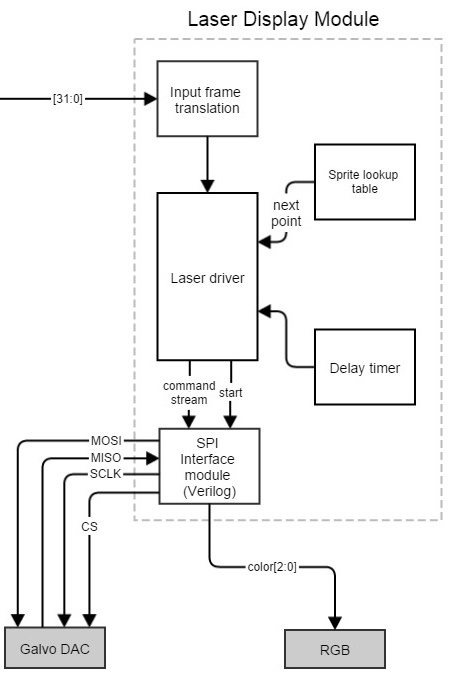 Laser Display Module
[31:0]
Input frame
translation
Sprite lookup
table
next
point
Laser driver
Delay timer
command
stream
start
SPI
Interface
module
(Verilog)
MOSI
MISO
SCLK
CS
color[2:0]
Galvo DAC
RGB